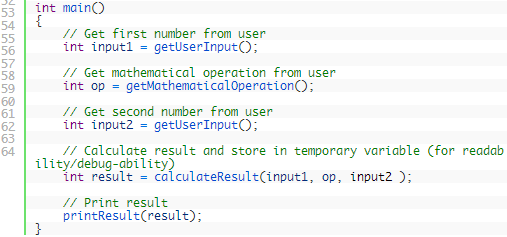 52
53 int main()
54 {
55 // Get first number from user
56 int input1 = getUserInput();
57
58 // Get mathematical operation from user
59 int op = getMathematicalOperation();
60
61 // Get second number from user
62 int input2 = getUserInput();
63
64 // Calculate result and store in temporary variable (for readab
ility/debug-ability)
int result = calculateResult(input1, op, input2 );
// Print result
printResult(result);
}